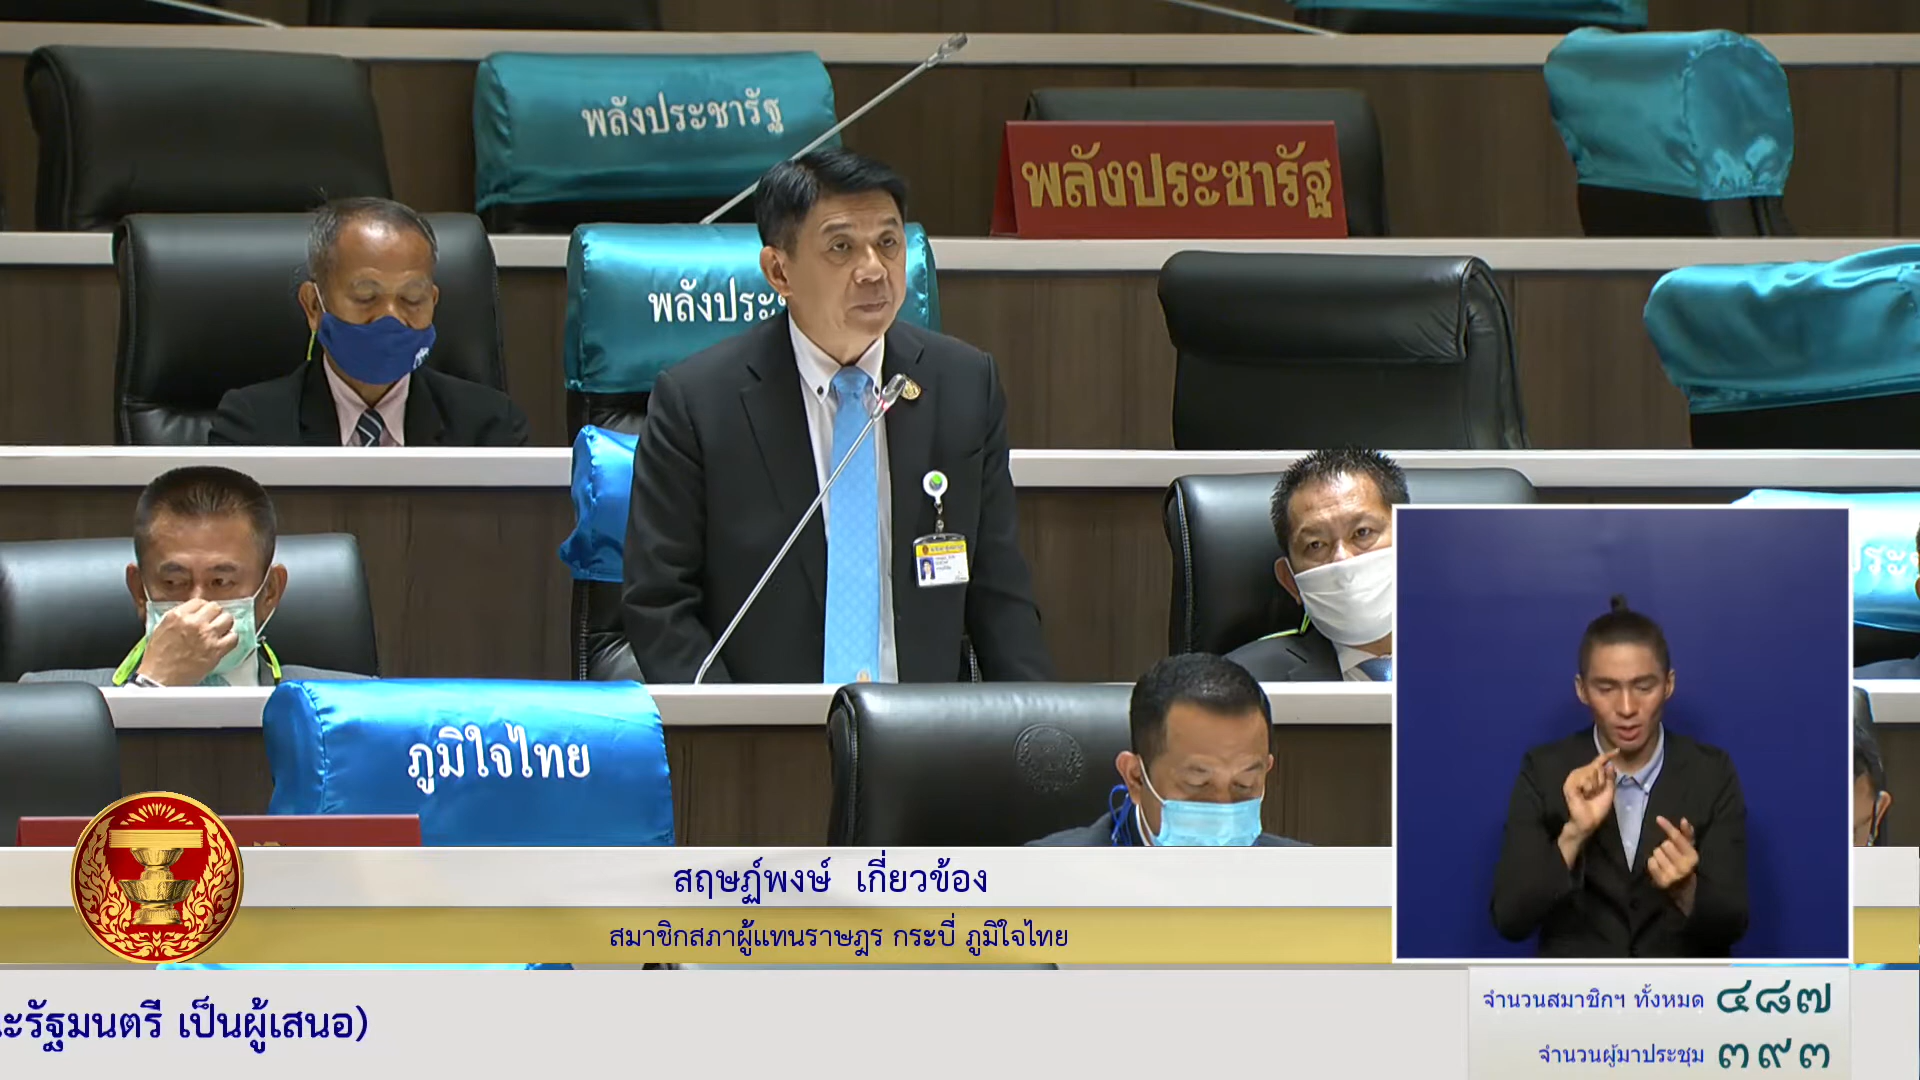 พลังประชารัฐ
พลังประชารัฐ
พลังประ
ภูมิใจไทย
สฤษฏ์พงษ์ เกี่ยวข้อง
สมาชิกสภาผู้แทนราษฎร กระบี่ ภูมิใจไทย
ะรัฐมนตรี เป็นผู้เสนอ)
จำนวนสมาชิกฯ ทั้งหมด ๔๘๗
จำนวนผู้มาประชุม ๓๙๓